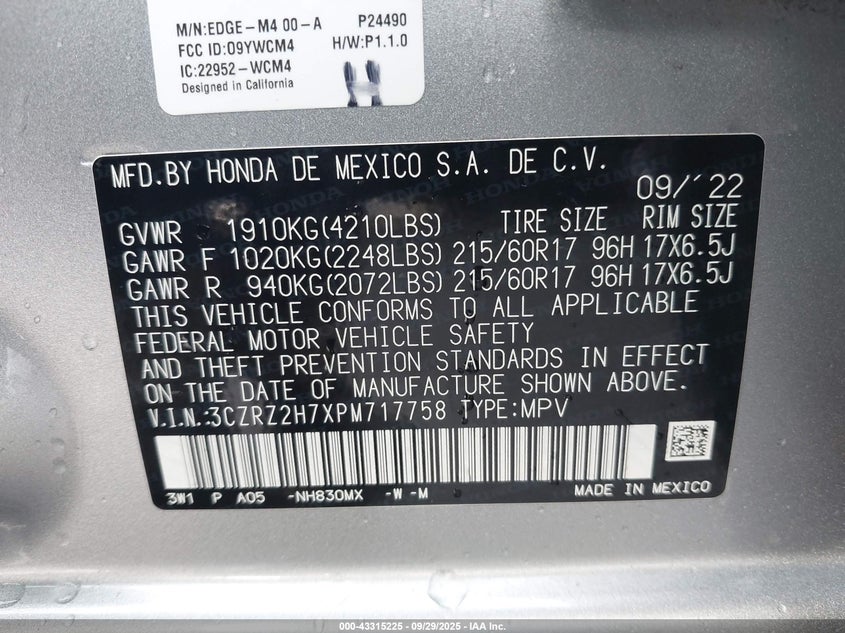 M/N:EDGE-M4 00-A P24490
FCC ID:O9YWCM4 H/W:P1.1.0
IC:22952-WCM4
Designed in California
MFD.BY HONDA DE MEXICO S.A. DE C.V.
09/'22
GVWR 1910KG(4210LBS) TIRE SIZE RIM SIZE
GAWR F 1020KG(2248LBS) 215/60R17 96H 17X6.5J
GAWR R 940KG(2072LBS) 215/60R17 96H 17X6.5J
THIS VEHICLE CONFORMS TO ALL APPLICABLE
FEDERAL MOTOR VEHICLE SAFETY
AND THEFT PREVENTION STANDARDS IN EFFECT
ON THE DATE OF MANUFACTURE SHOWN ABOVE.
V.I.N.:3CZRZ2H7XPM717758 TYPE:MPV
3W1 P A05 -NH830MX -W -M MADE IN MEXICO
000-43315225 - 09/29/2025 - IAA Inc.